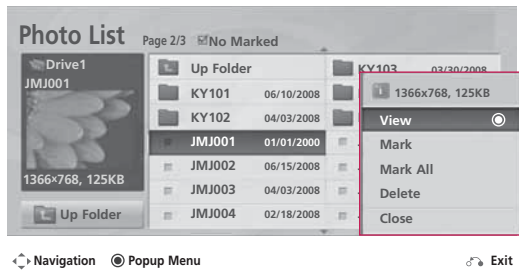 Photo List Page 2/3 No Marked
Drive1
JMJ001
1366x768, 125KB
Up Folder
Up Folder
KY101 06/10/2008
KY102 04/03/2008
JMJ001 01/01/2000
JMJ002 06/15/2008
JMJ003 04/03/2008
JMJ004 02/18/2008
KY103 03/30/2008
1366x768, 125KB
View
Mark
Mark All
Delete
Close
Navigation Popup Menu Exit